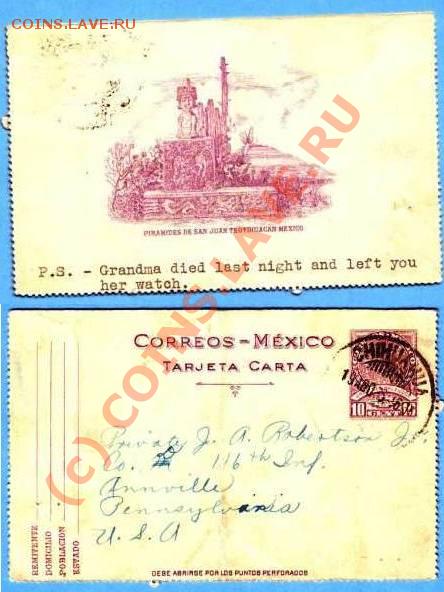 COINS.LAVE.RU
PIRAMIDES DE SAN JUAN TEOTIHUACAN MEXICO
P.S. - Grandma died last night and left you
her watch.
CORREOS-MÉXICO
TARJETA CARTA
CHIHUAHUA
10
Private J. A. Robertson Jr.
Co. 116th Inf.
Annville
Pennsylvania
U.S.A
REMITENTE
DOMICILIO
POBLACION
ESTADO
DEBE ABRIRSE POR LOS PUNTOS PERFORADOS
(c) COINS.LAVE.RU